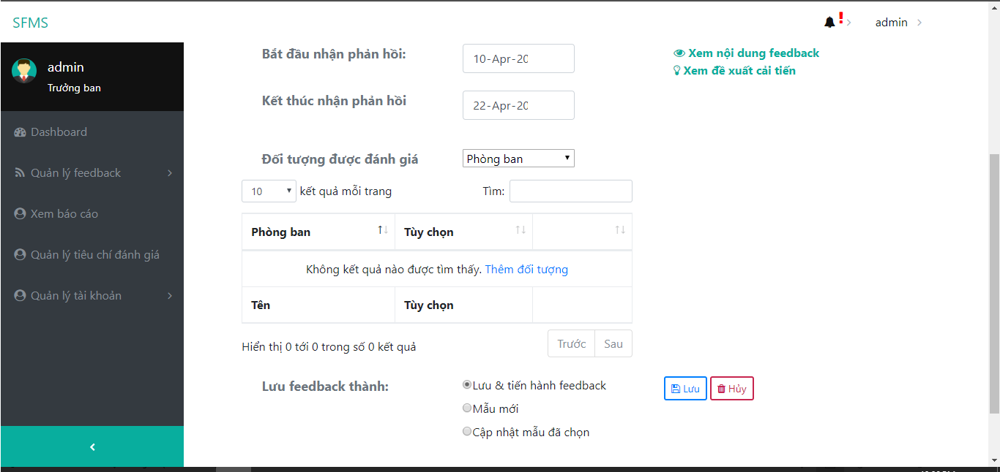 SFMS
admin
admin
Trưởng ban
Dashboard
Quản lý feedback
Xem báo cáo
Quản lý tiêu chí đánh giá
Quản lý tài khoản
Bắt đầu nhận phản hồi:
10-Apr-20
Xem nội dung feedback
Xem đề xuất cải tiến
Kết thúc nhận phản hồi
22-Apr-20
Đối tượng được đánh giá
Phòng ban
10 kết quả mỗi trang
Tìm:
Phòng ban Tùy chọn
Không kết quả nào được tìm thấy. Thêm đối tượng
Tên Tùy chọn
Hiển thị 0 tới 0 trong số 0 kết quả
Trước Sau
Lưu feedback thành:
Lưu & tiến hành feedback
Mẫu mới
Cập nhật mẫu đã chọn
Lưu Hủy